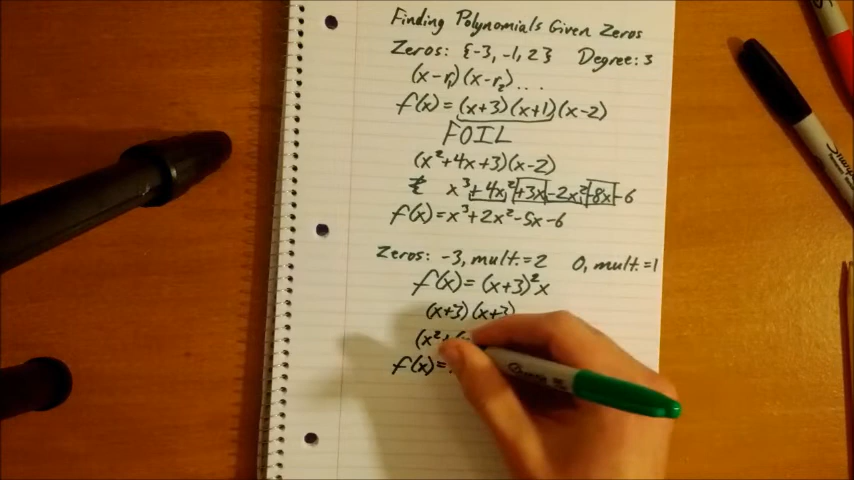 Finding Polynomials Given Zeros
Zeros: {-3, -1, 2} Degree: 3
(x-r₁)(x-r₂)...
f(x) = (x+3)(x+1)(x-2)
FOIL
(x²+4x+3)(x-2)
x³+4x²+3x-2x²-8x-6
f(x)=x³+2x²-5x-6
Zeros: -3, mult.=2 0, mult.=1
f(x)=(x+3)²x
(x+3)(x+3)
(x²+
f(x)=
Sharpie